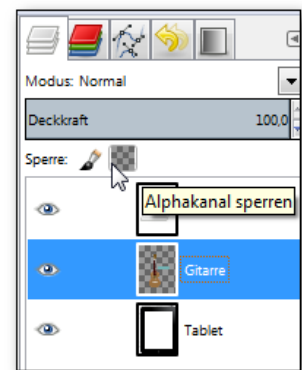 Modus: Normal
Deckkraft 100,0
Sperre:
Alphakanal sperren
Gitarre
Tablet